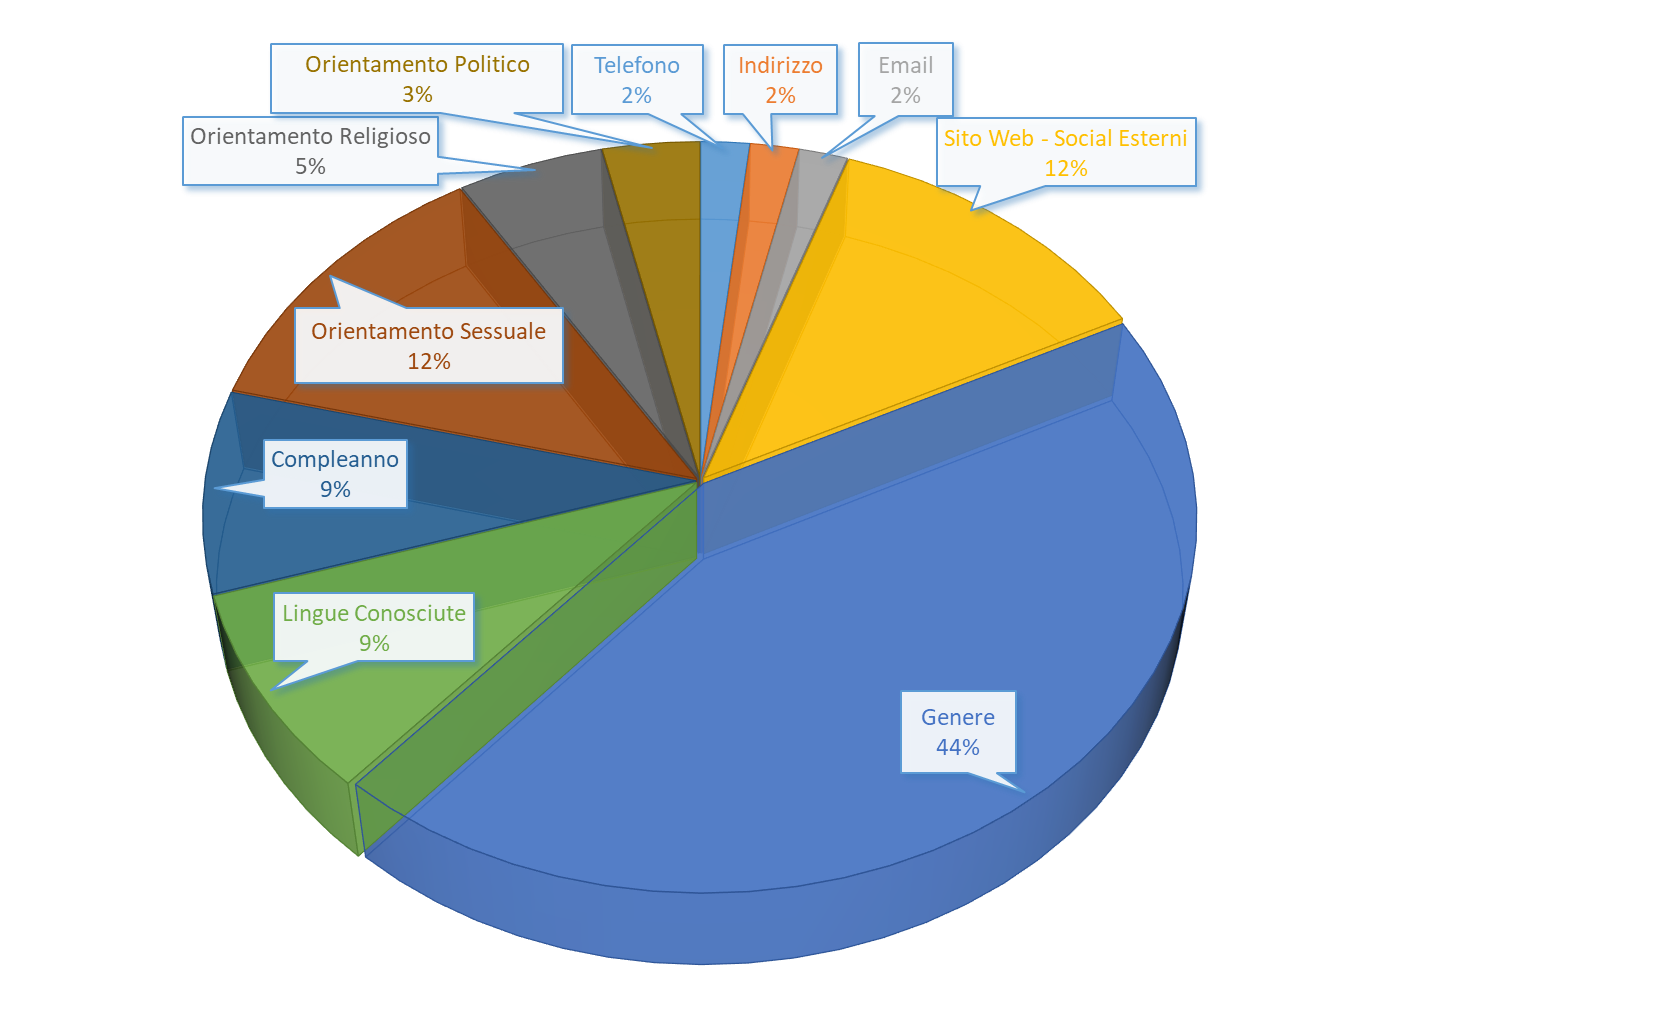 Orientamento Politico
3%
Telefono
2%
Indirizzo
2%
Email
2%
Sito Web - Social Esterni
12%
Orientamento Religioso
5%
Orientamento Sessuale
12%
Compleanno
9%
Lingue Conosciute
9%
Genere
44%